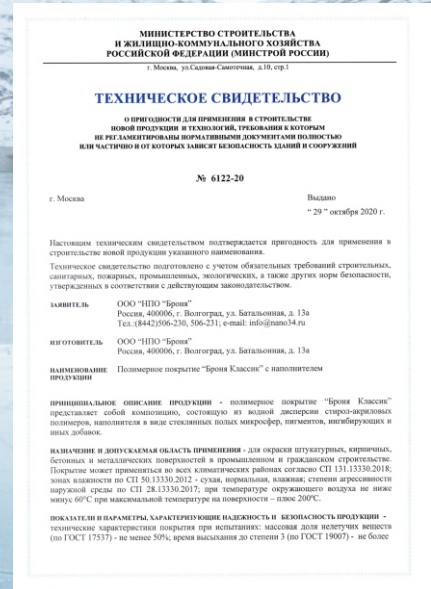 МИНИСТЕРСТВО СТРОИТЕЛЬСТВА
И ЖИЛИЩНО-КОММУНАЛЬНОГО ХОЗЯЙСТВА
РОССИЙСКОЙ ФЕДЕРАЦИИ (МИНСТРОЙ РОССИИ)
г. Москва, ул.Садовая-Самотечная, д.10, стр.1
ТЕХНИЧЕСКОЕ СВИДЕТЕЛЬСТВО
О ПРИГОДНОСТИ ДЛЯ ПРИМЕНЕНИЯ В СТРОИТЕЛЬСТВЕ
НОВОЙ ПРОДУКЦИИ И ТЕХНОЛОГИЙ, ТРЕБОВАНИЯ К КОТОРЫМ
НЕ РЕГЛАМЕНТИРОВАНЫ НОРМАТИВНЫМИ ДОКУМЕНТАМИ ПОЛНОСТЬЮ
ИЛИ ЧАСТИЧНО И ОТ КОТОРЫХ ЗАВИСЯТ БЕЗОПАСНОСТЬ ЗДАНИЙ И СООРУЖЕНИЙ
№ 6122-20
г. Москва
Выдано
“ 29 ” октября 2020 г.
Настоящим техническим свидетельством подтверждается пригодность для применения в
строительстве новой продукции указанного наименования.
Техническое свидетельство подготовлено с учетом обязательных требований строительных,
санитарных, пожарных, промышленных, экологических, а также других норм безопасности,
утвержденных в соответствии с действующим законодательством.
ЗАЯВИТЕЛЬ ООО “НПО “Броня”
Россия, 400006, г. Волгоград, ул. Батальонная, д. 13а
Тел.:(8442)506-230, 506-231; e-mail: info@nano34.ru
ИЗГОТОВИТЕЛЬ ООО “НПО “Броня”
Россия, 400006, г. Волгоград, ул. Батальонная, д. 13а
НАИМЕНОВАНИЕ Полимерное покрытие “Броня Классик” с наполнителем
ПРОДУКЦИИ
ПРИНЦИПИАЛЬНОЕ ОПИСАНИЕ ПРОДУКЦИИ - полимерное покрытие “Броня Классик”
представляет собой композицию, состоящую из водной дисперсии стирол-акриловых
полимеров, наполнителя в виде стеклянных полых микросфер, пигментов, ингибирующих и
иных добавок.
НАЗНАЧЕНИЕ И ДОПУСКАЕМАЯ ОБЛАСТЬ ПРИМЕНЕНИЯ - для окраски штукатурных, кирпичных,
бетонных и металлических поверхностей в промышленном и гражданском строительстве.
Покрытие может применяться во всех климатических районах согласно СП 131.13330.2018;
зонах влажности по СП 50.13330.2012 - сухая, нормальная, влажная; степени агрессивности
наружной среды по СП 28.13330.2017; при температуре окружающего воздуха не ниже
минус 60°С при максимальной температуре на поверхности – плюс 200°С.
ПОКАЗАТЕЛИ И ПАРАМЕТРЫ, ХАРАКТЕРИЗУЮЩИЕ НАДЕЖНОСТЬ И БЕЗОПАСНОСТЬ ПРОДУКЦИИ -
технические характеристики покрытия при испытаниях: массовая доля нелетучих веществ
(по ГОСТ 17537) - не менее 50%; время высыхания до степени 3 (по ГОСТ 19007) - не более